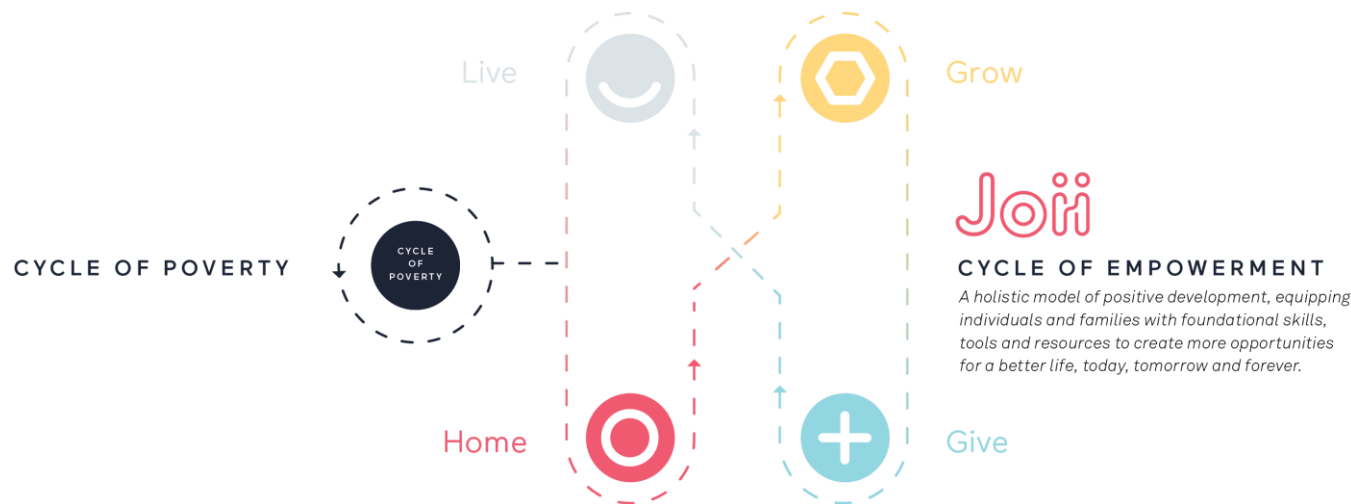 Live
Grow
CYCLE OF POVERTY
CYCLE
OF
POVERTY
Joii
CYCLE OF EMPOWERMENT
A holistic model of positive development, equipping
individuals and families with foundational skills,
tools and resources to create more opportunities
for a better life, today, tomorrow and forever.
Home
Give